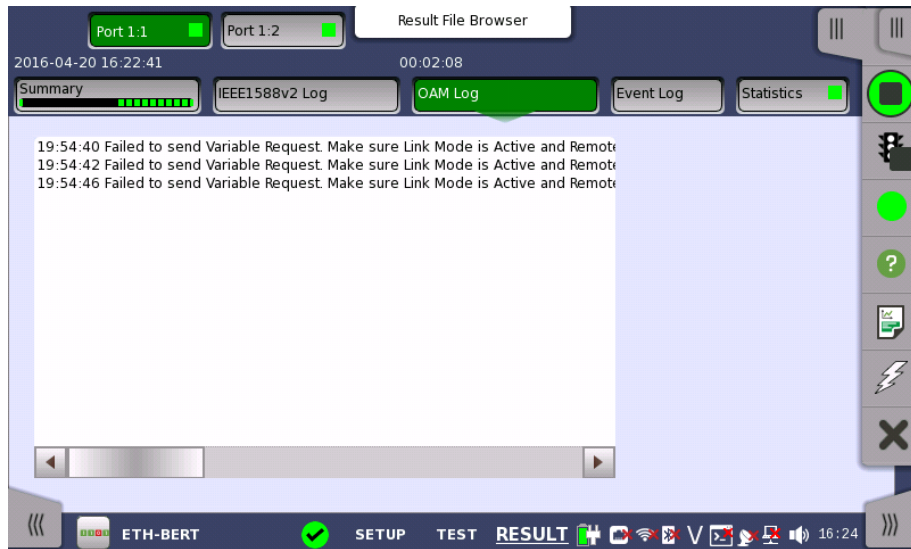 Result File Browser
Port 1:1
Port 1:2
2016-04-20 16:22:41
00:02:08
Summary
IEEE1588v2 Log
OAM Log
Event Log
Statistics
19:54:40 Failed to send Variable Request. Make sure Link Mode is Active and Remote
19:54:42 Failed to send Variable Request. Make sure Link Mode is Active and Remote
19:54:46 Failed to send Variable Request. Make sure Link Mode is Active and Remote
ETH-BERT
SETUP
TEST
RESULT
V
16:24